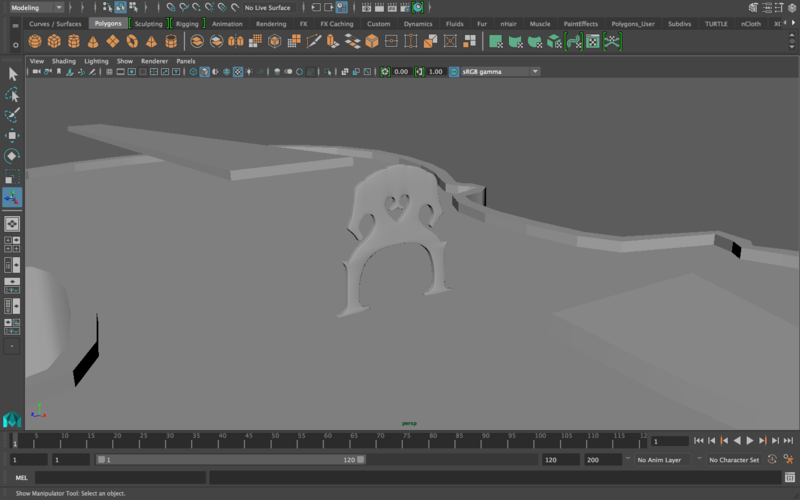 Modeling
No Live Surface
Curves / Surfaces Polygons Sculpting Rigging Animation Rendering Dynamics Fluids Fur nHair Muscle PaintEffects Polygons_User Subdivs TURTLE nCloth
FX FX Caching Custom
View Shading Lighting Show Renderer Panels
0.00 1.00 sRGB gamma
persp
5 10 15 20 25 30 35 40 45 50 55 60 65 70 75 80 85 90 95 100 105 110 115 12
1 1
1 1 1 120 120 200 No Anim Layer No Character Set
MEL
Show Manipulator Tool: Select an object.